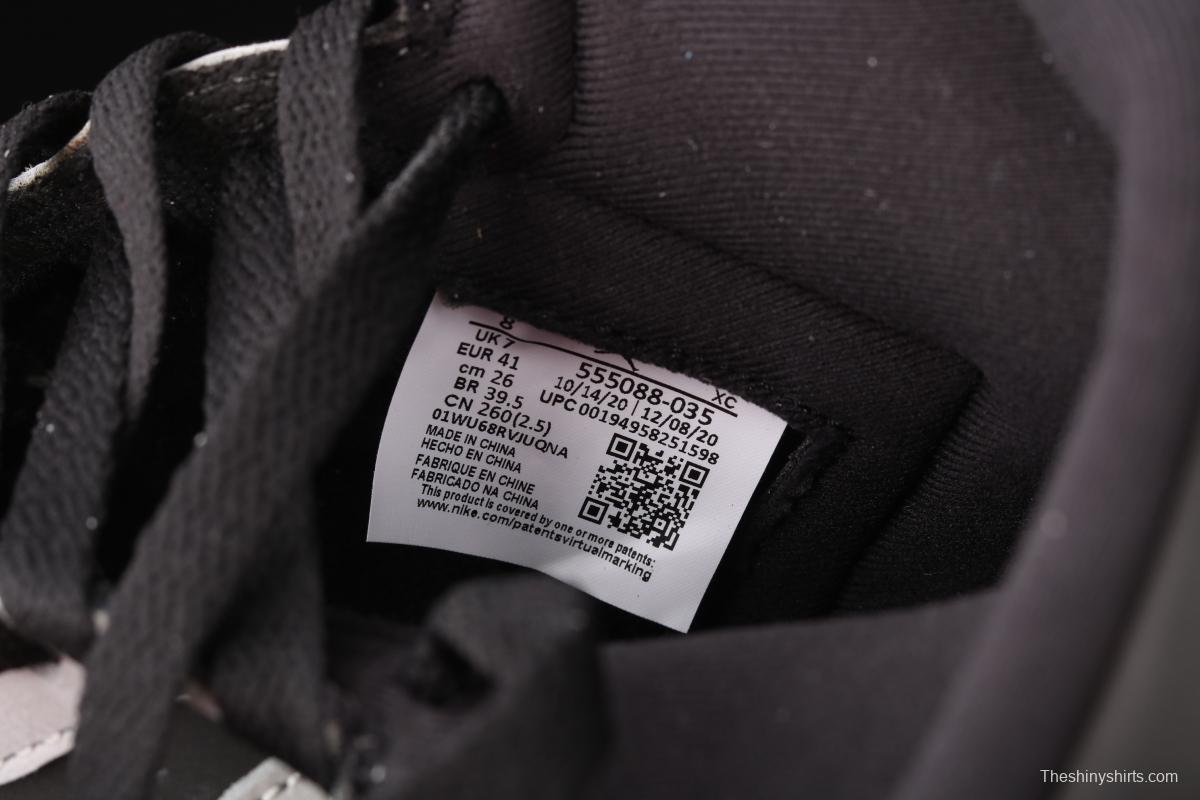 8
UK 7
EUR 41
cm 26
BR 39.5
CN 260(2.5)
01WU68RVJUQNA
XC
555088-035
10/14/20 | 12/08/20
UPC 00194958251598
MADE IN CHINA
HECHO EN CHINA
FABRIQUE EN CHINE
FABRICADO NA CHINA
This product is covered by one or more patents:
www.nike.com/patentsvirtualmarking
Theshinyshirts.com